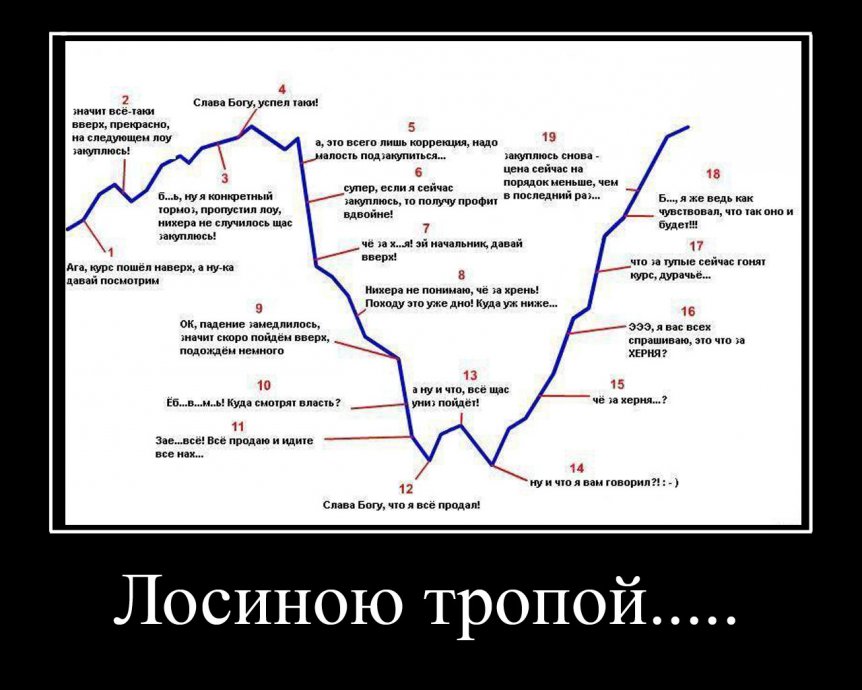 1
Ага, курс пошёл наверх, а ну-ка
давай посмотрим
2
значит всё-таки
вверх, прекрасно,
на следующем лоу
закуплюсь!
3
б...ь, ну я конкретный
тормоз, пропустил лоу,
нихера не случилось щас
закуплюсь!
4
Слава Богу, успел таки!
5
а, это всего лишь коррекция, надо
малость подзакупиться...
6
супер, если я сейчас
закуплюсь, то получу профит
вдвойне!
7
чё за х...я! эй начальник, давай
вверх!
8
Нихера не понимаю, чё за хрень!
Походу это уже дно! Куда уж ниже...
9
ОК, падение замедлилось,
значит скоро пойдём вверх,
подождём немного
10
Ёб...в...м..ь! Куда смотрят власть?
11
Зае...всё! Всё продаю и идите
все нах...
12
Слава Богу, что я всё продал!
13
а ну и что, всё щас
униз пойдёт!
14
ну и что я вам говорил?! : - )
15
чё за херня...?
16
ЭЭЭ, я вас всех
спрашиваю, это что за
ХЕРНЯ?
17
что за тупые сейчас гонят
курс, дурачьё...
18
Б..., я же ведь как
чувствовал, что так оно и
будет!!!
19
закуплюсь снова -
цена сейчас на
порядок меньше, чем
в последний раз...
Лосиною тропой.....